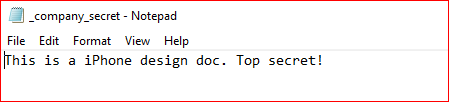 _company_secret - Notepad
File Edit Format View Help
This is a iPhone design doc. Top secret!